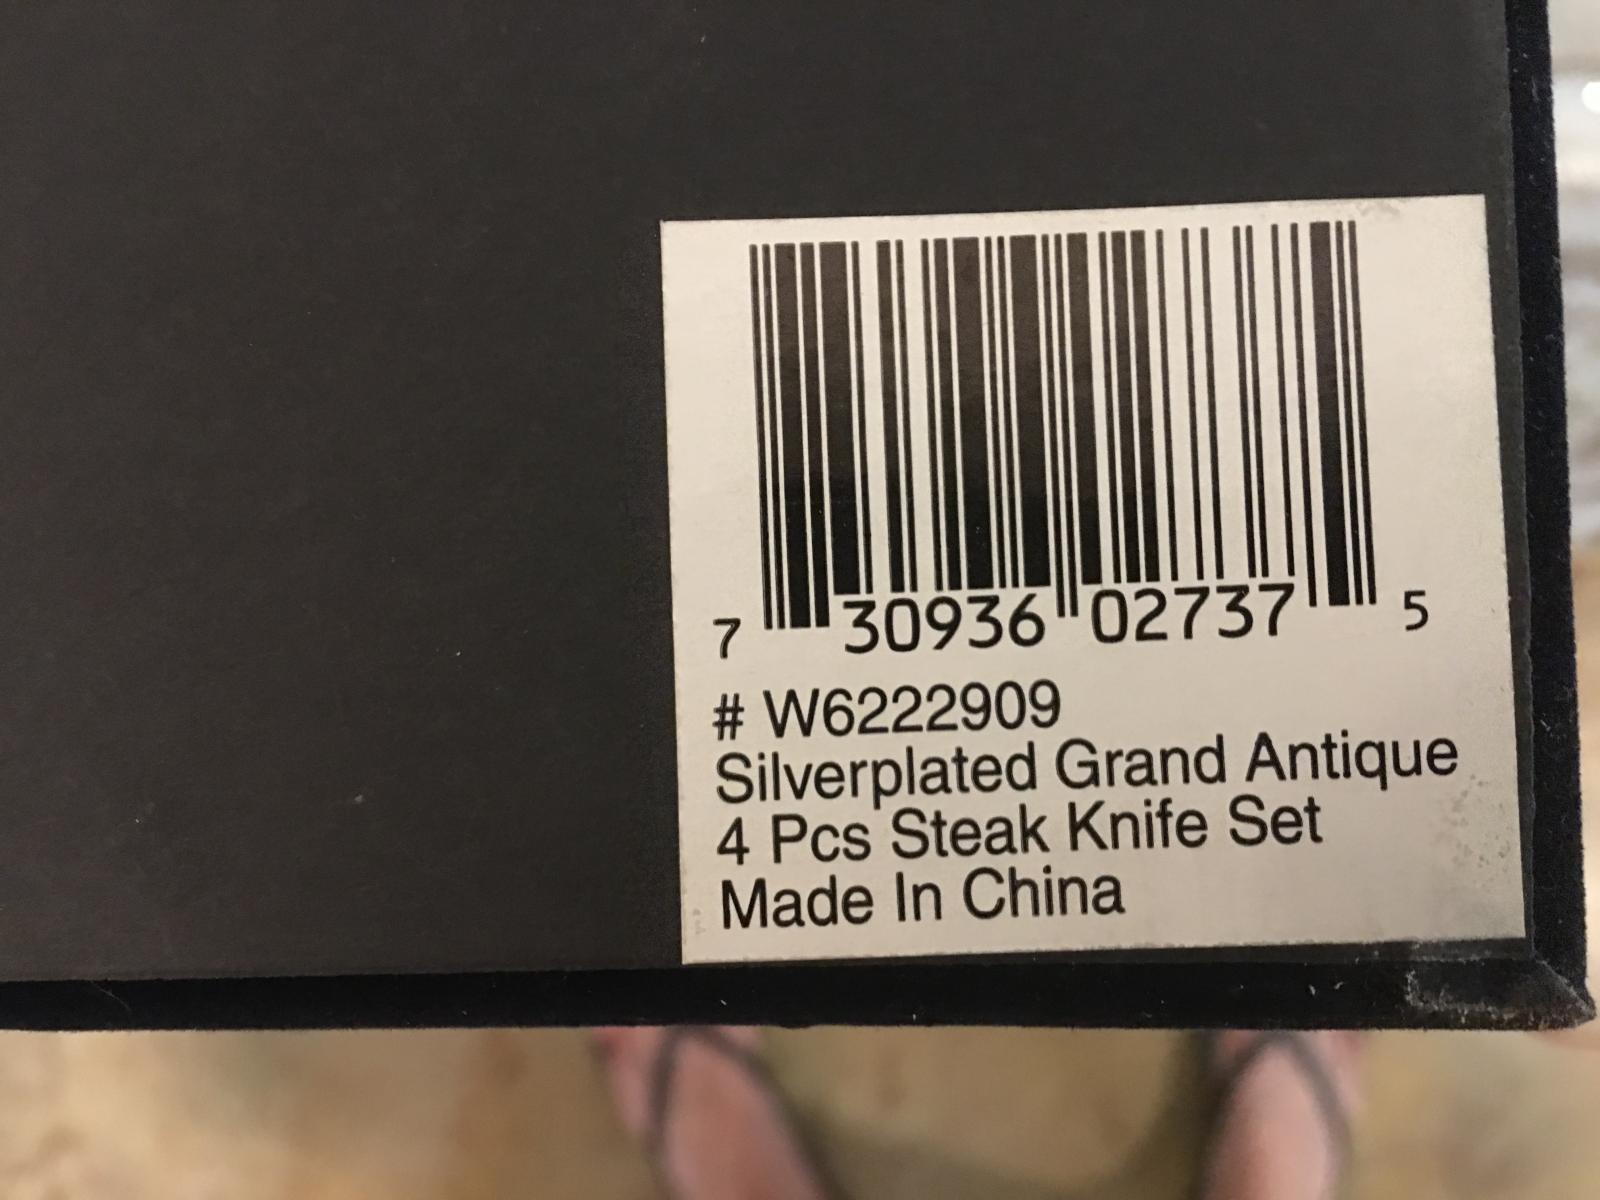 7 30936 02737 5
# W6222909
Silverplated Grand Antique
4 Pcs Steak Knife Set
Made In China